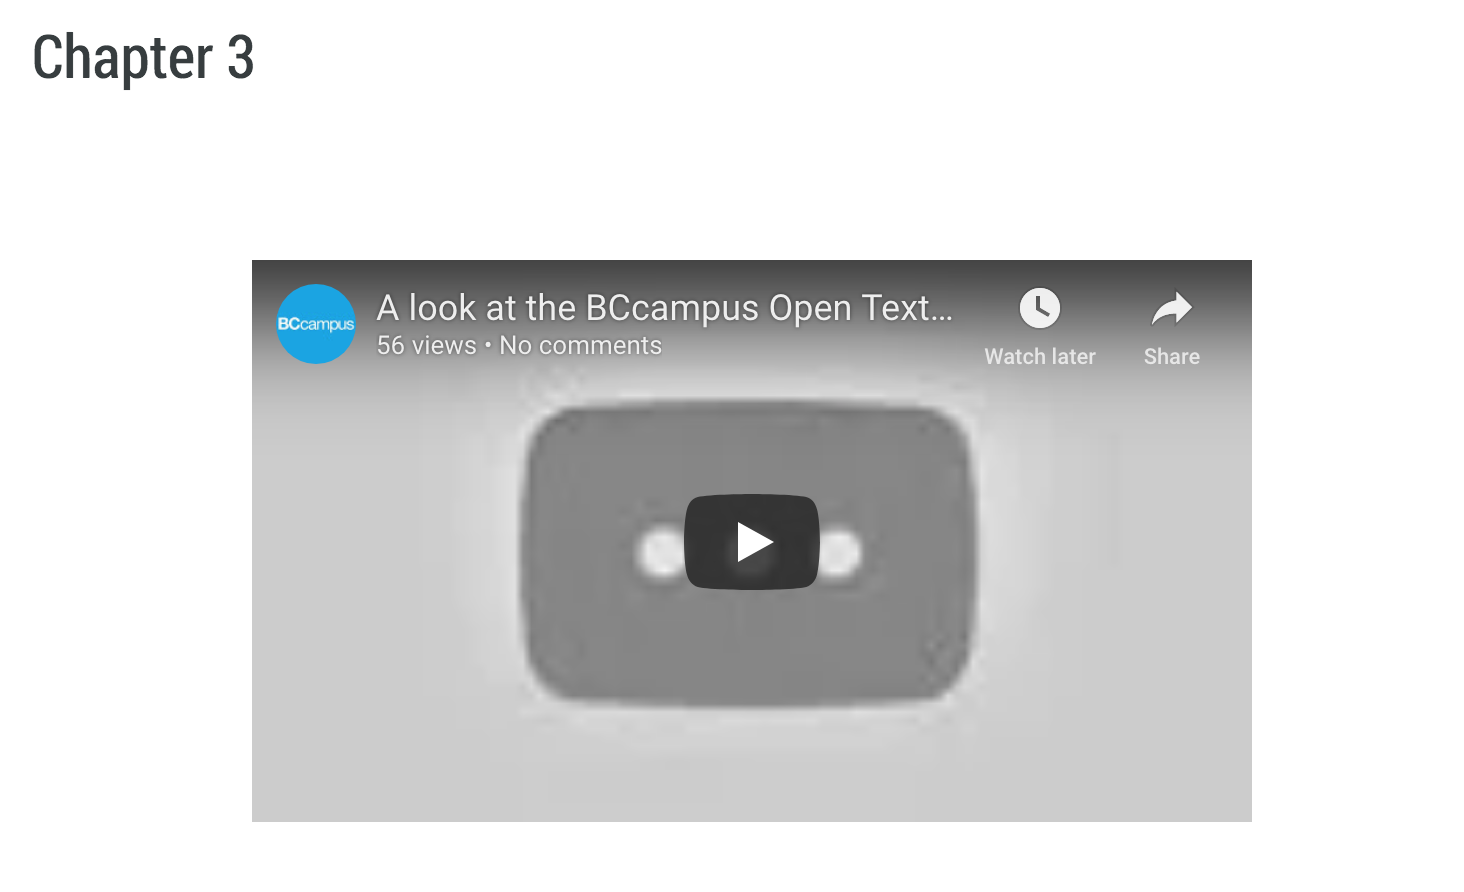 Chapter 3
BCcampus
A look at the BCcampus Open Text...
56 views • No comments
Watch later
Share